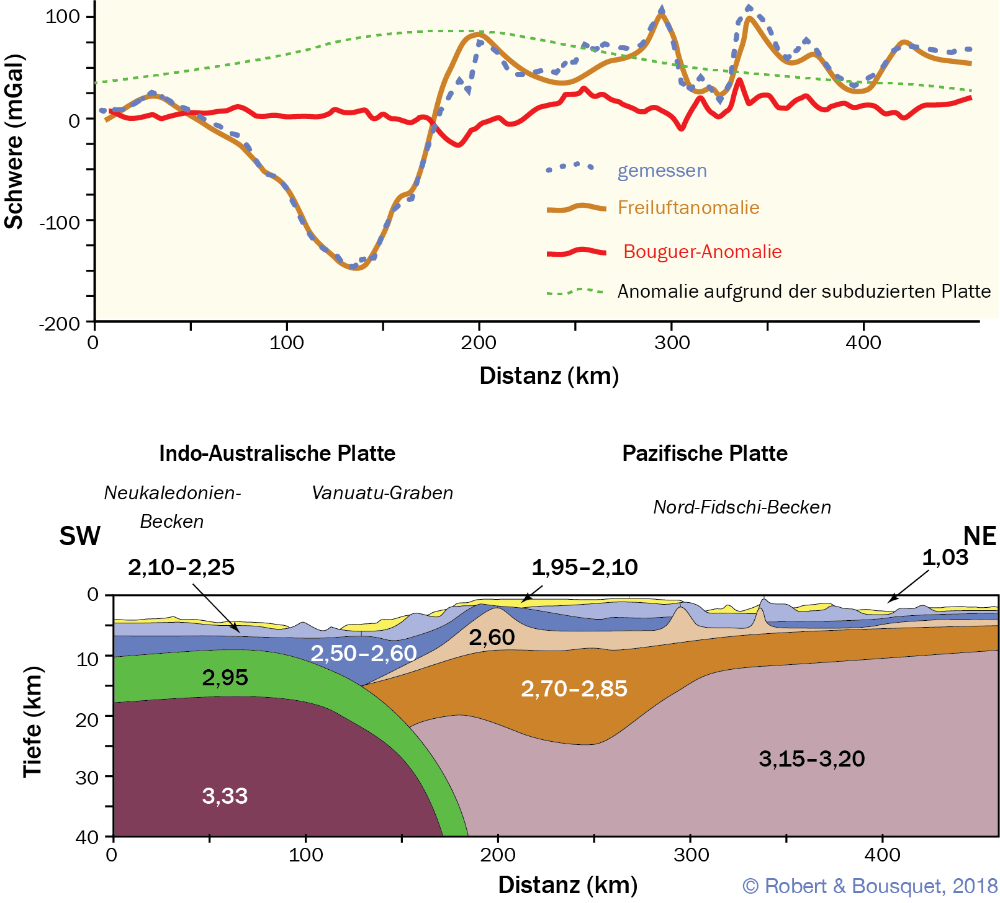 100
0
-100
-200
Schwere (mGal)
gemessen
Freiluftanomalie
Bouguer-Anomalie
Anomalie aufgrund der subduzierten Platte
0 100 200 300 400
Distanz (km)
Indo-Australische Platte Pazifische Platte
Neukaledonien-
Becken
Vanuatu-Graben
Nord-Fidschi-Becken
SW NE
2,10–2,25 1,95–2,10 1,03
0
10
20
30
40
Tiefe (km)
2,60
2,50–2,60
2,95
2,70–2,85
3,15–3,20
3,33
0 100 200 300 400
Distanz (km)
© Robert & Bousquet, 2018